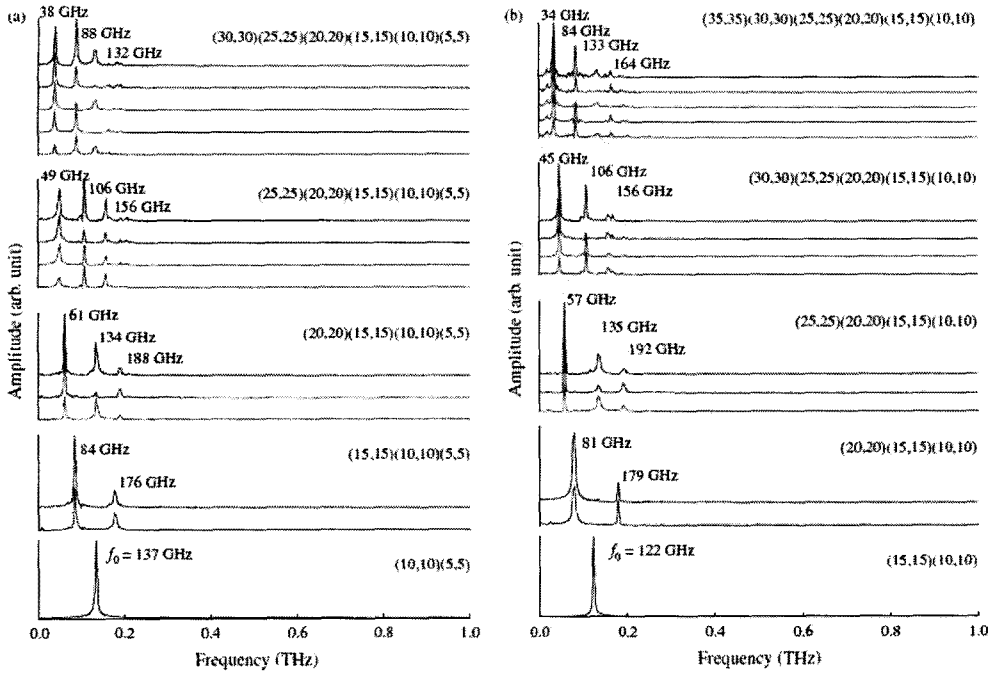 (a)
Amplitude (arb. unit)
38 GHz
88 GHz
132 GHz
(30,30)(25,25)(20,20)(15,15)(10,10)(5,5)
49 GHz
106 GHz
156 GHz
(25,25)(20,20)(15,15)(10,10)(5,5)
61 GHz
134 GHz
188 GHz
(20,20)(15,15)(10,10)(5,5)
84 GHz
176 GHz
(15,15)(10,10)(5,5)
f0 = 137 GHz
(10,10)(5,5)
0.0 0.2 0.4 0.6 0.8 1.0
Frequency (THz)
(b)
Amplitude (arb. unit)
34 GHz
84 GHz
133 GHz
164 GHz
(35,35)(30,30)(25,25)(20,20)(15,15)(10,10)
45 GHz
106 GHz
156 GHz
(30,30)(25,25)(20,20)(15,15)(10,10)
57 GHz
135 GHz
192 GHz
(25,25)(20,20)(15,15)(10,10)
81 GHz
179 GHz
(20,20)(15,15)(10,10)
f0 = 122 GHz
(15,15)(10,10)
0.0 0.2 0.4 0.6 0.8 1.0
Frequency (THz)